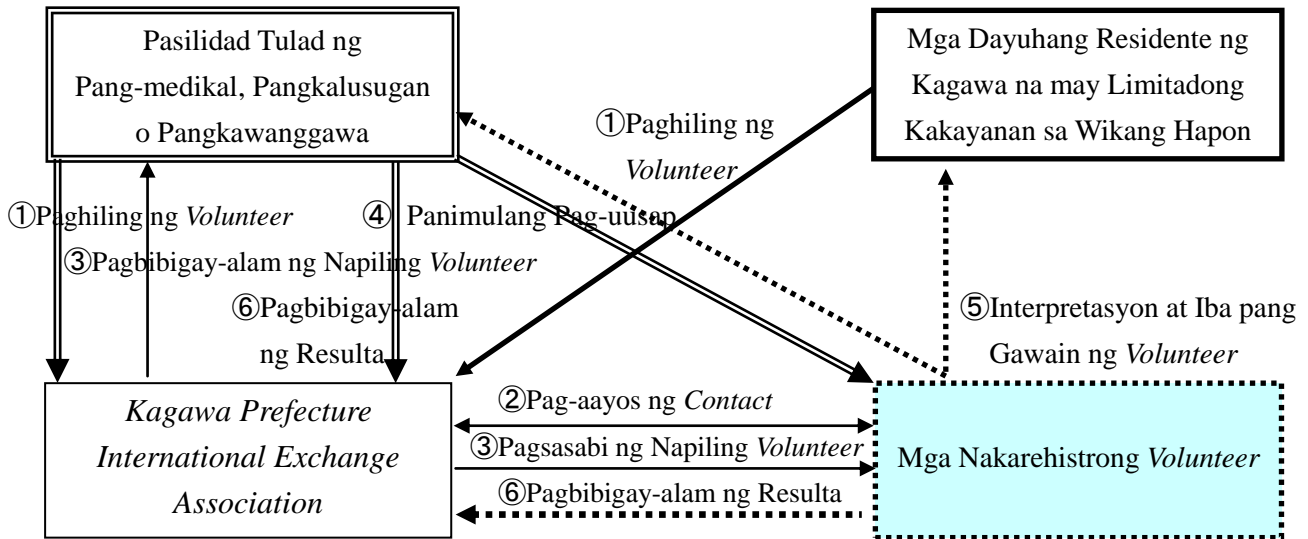 Pasilidad Tulad ng
Pang-medikal, Pangkalusugan
o Pangkawanggawa
Mga Dayuhang Residente ng
Kagawa na may Limitadong
Kakayanan sa Wikang Hapon
①Paghiling ng
Volunteer
①Paghiling ng Volunteer
④ Panimulang Pag-uusap
③Pagbibigay-alam ng Napiling Volunteer
⑥Pagbibigay-alam
ng Resulta
⑤Interpretasyon at Iba pang
Gawain ng Volunteer
Kagawa Prefecture
International Exchange
Association
②Pag-aayos ng Contact
③Pagsasabi ng Napiling Volunteer
⑥Pagbibigay-alam ng Resulta
Mga Nakarehistrong Volunteer